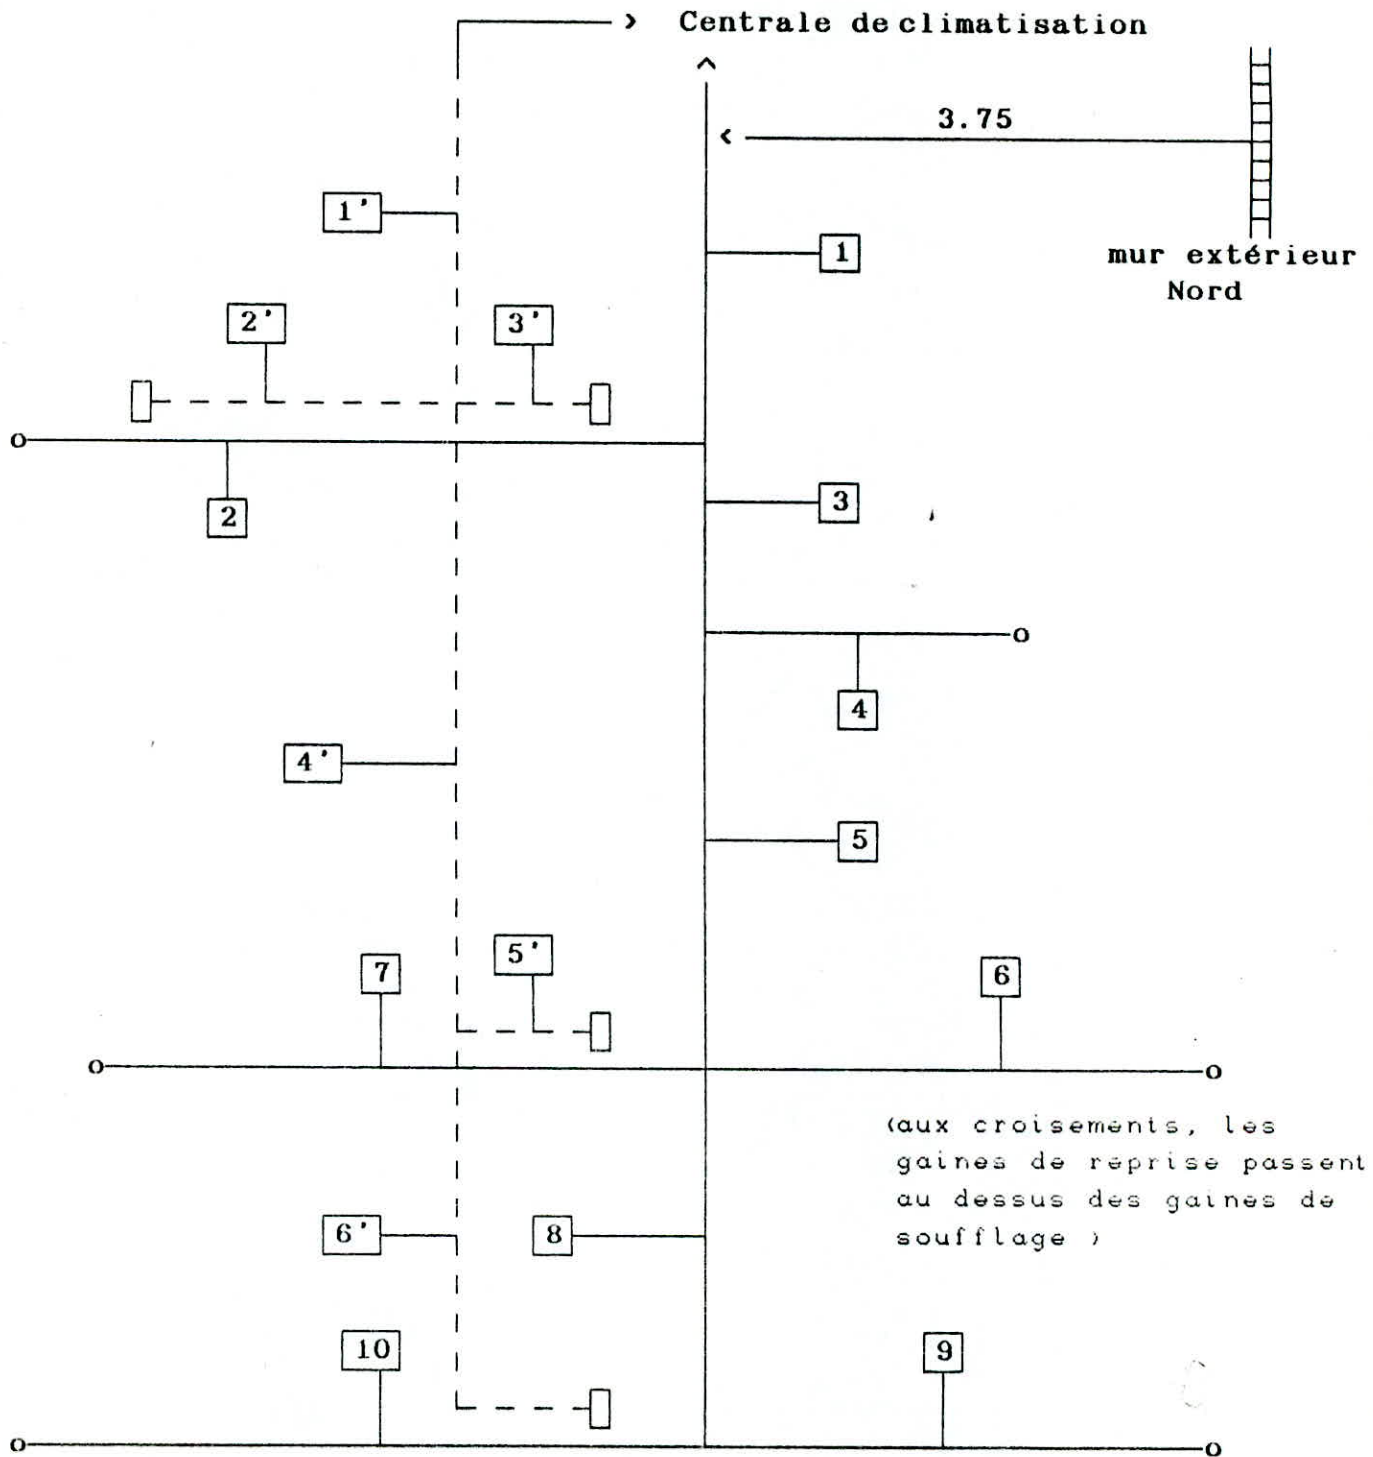 Centrale de climatisation
3.75
1'
1
mur extérieur
Nord
2'
3'
3
2
4
4'
5
5'
7
6
(aux croisements, les
gaines de reprise passent
au dessus des gaines de
soufflage )
6'
8
10
9